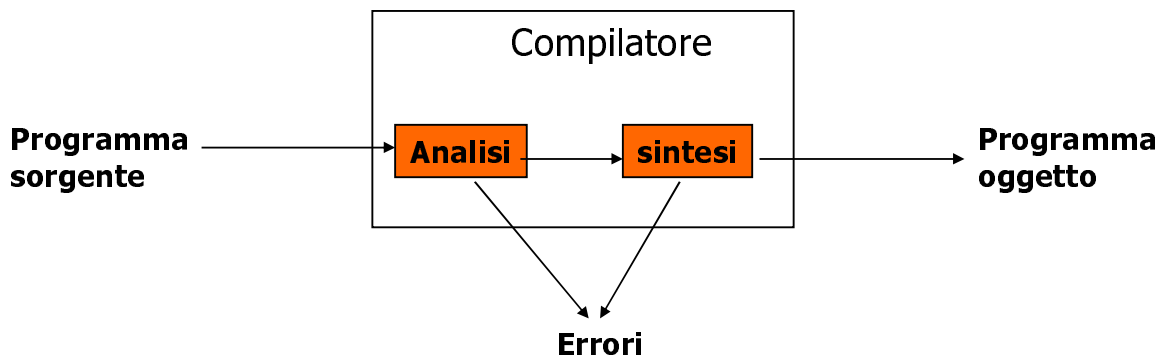 Compilatore
Programma
sorgente
Analisi
sintesi
Programma
oggetto
Errori